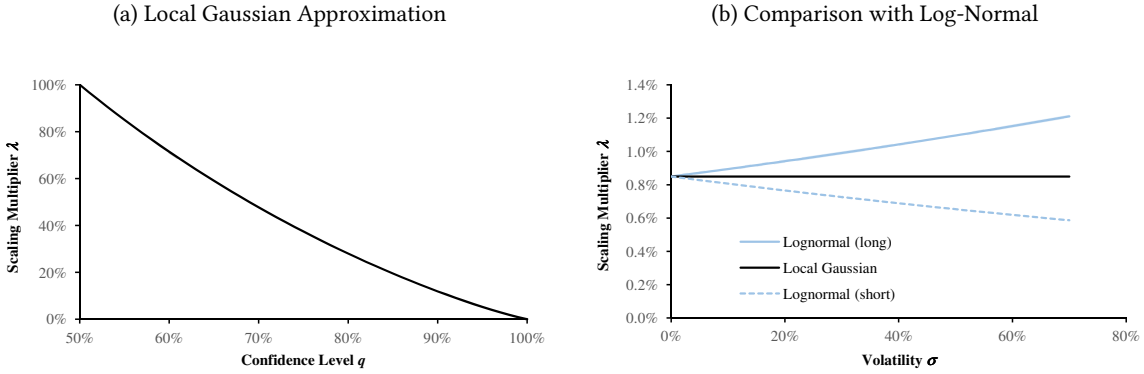 (a) Local Gaussian Approximation
100%
80%
60%
40%
20%
0%
50%
60%
70%
80%
90%
100%
Scaling Multiplier λ
Confidence Level q
(b) Comparison with Log-Normal
1.4%
1.2%
1.0%
0.8%
0.6%
0.4%
0.2%
0.0%
0%
20%
40%
60%
80%
Scaling Multiplier λ
Lognormal (long)
Local Gaussian
Lognormal (short)
Volatility σ